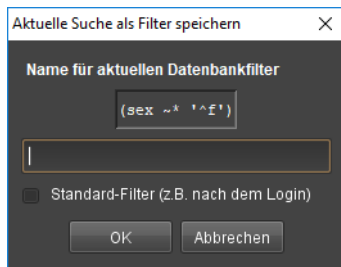 Aktuelle Suche als Filter speichern
Name für aktuellen Datenbankfilter
(sex ~* '^f')
Standard-Filter (z.B. nach dem Login)
OK
Abbrechen